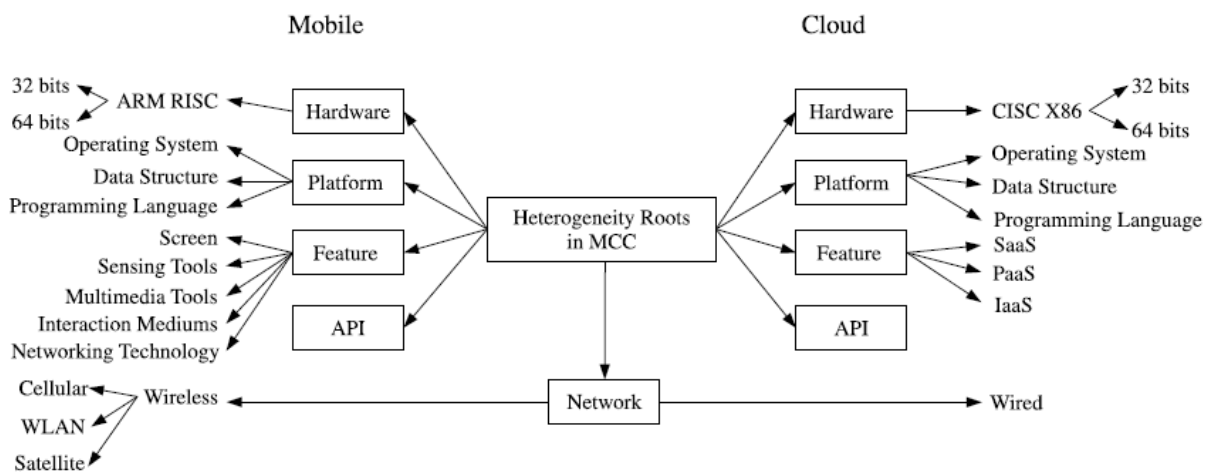 Mobile
Cloud
32 bits
64 bits
ARM RISC
Hardware
Operating System
Data Structure
Programming Language
Platform
Screen
Sensing Tools
Multimedia Tools
Interaction Mediums
Networking Technology
Feature
API
Heterogeneity Roots
in MCC
Hardware
CISC X86
32 bits
64 bits
Platform
Operating System
Data Structure
Programming Language
Feature
SaaS
PaaS
IaaS
API
Cellular
WLAN
Satellite
Wireless
Network
Wired